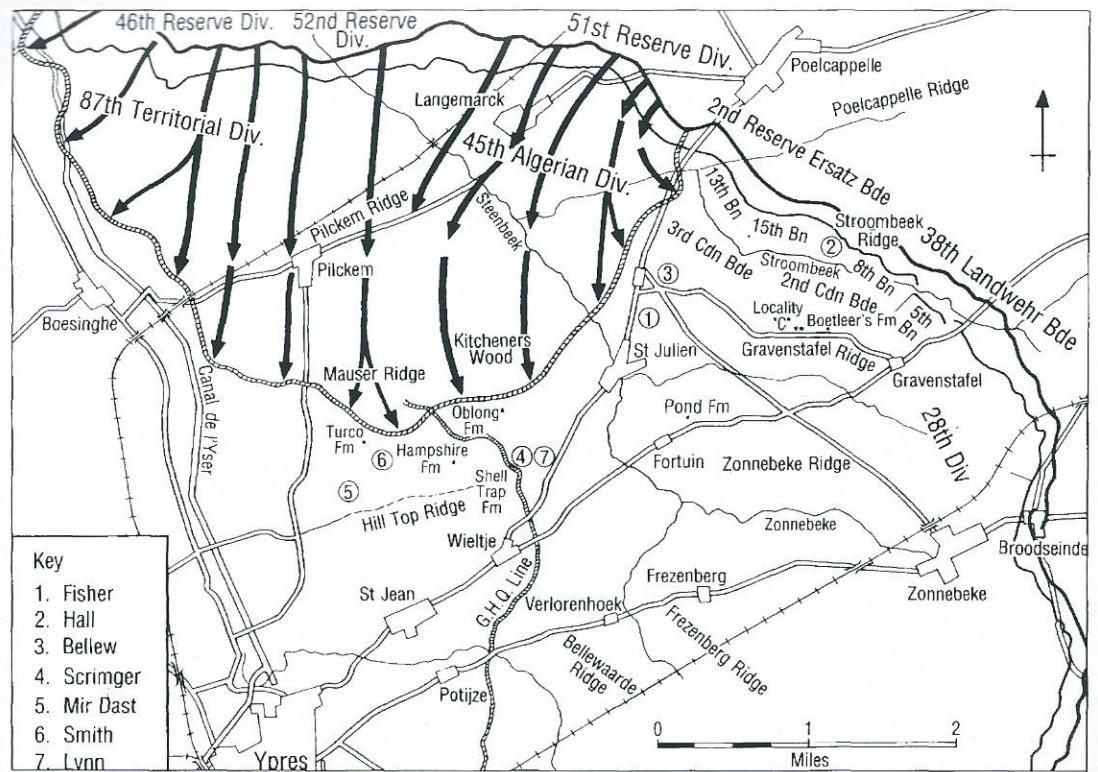 46th Reserve Div.
52nd Reserve
Div.
51st Reserve Div.
Poelcappelle
87th Territorial Div.
Langemarck
Poelcappelle Ridge
2nd Reserve Ersatz Bde
45th Algerian Div.
13th Bn
Steenbeek
Pilckem Ridge
15th Bn
Stroombeek
Ridge
②
38th Landwehr Bde
3rd Cdn Bde
Stroombeek
8th Bn
Pilckem
③
2nd Cdn Bde
5th
Bn
Boesinghe
①
Locality
'C'
Boetleer's Fm
Kitcheners
Wood
St Julien
Gravenstafel Ridge
Mauser Ridge
Gravenstafel
Canal de l'Yser
Oblong
Fm
Pond Fm
28th Div
Turco
Fm
Hampshire
Fm
⑥
④ ⑦
Fortuin
Zonnebeke Ridge
⑤
Shell
Trap
Fm
Hill Top Ridge
Zonnebeke
Wieltje
Broodseinde
St Jean
G.H.Q. Line
Frezenberg
Zonnebeke
Verlorenhoek
Frezenberg Ridge
Bellewaarde
Ridge
Potijze
Ypres
Key
1. Fisher
2. Hall
3. Bellew
4. Scrimger
5. Mir Dast
6. Smith
7. Lynn
0 1 2
Miles